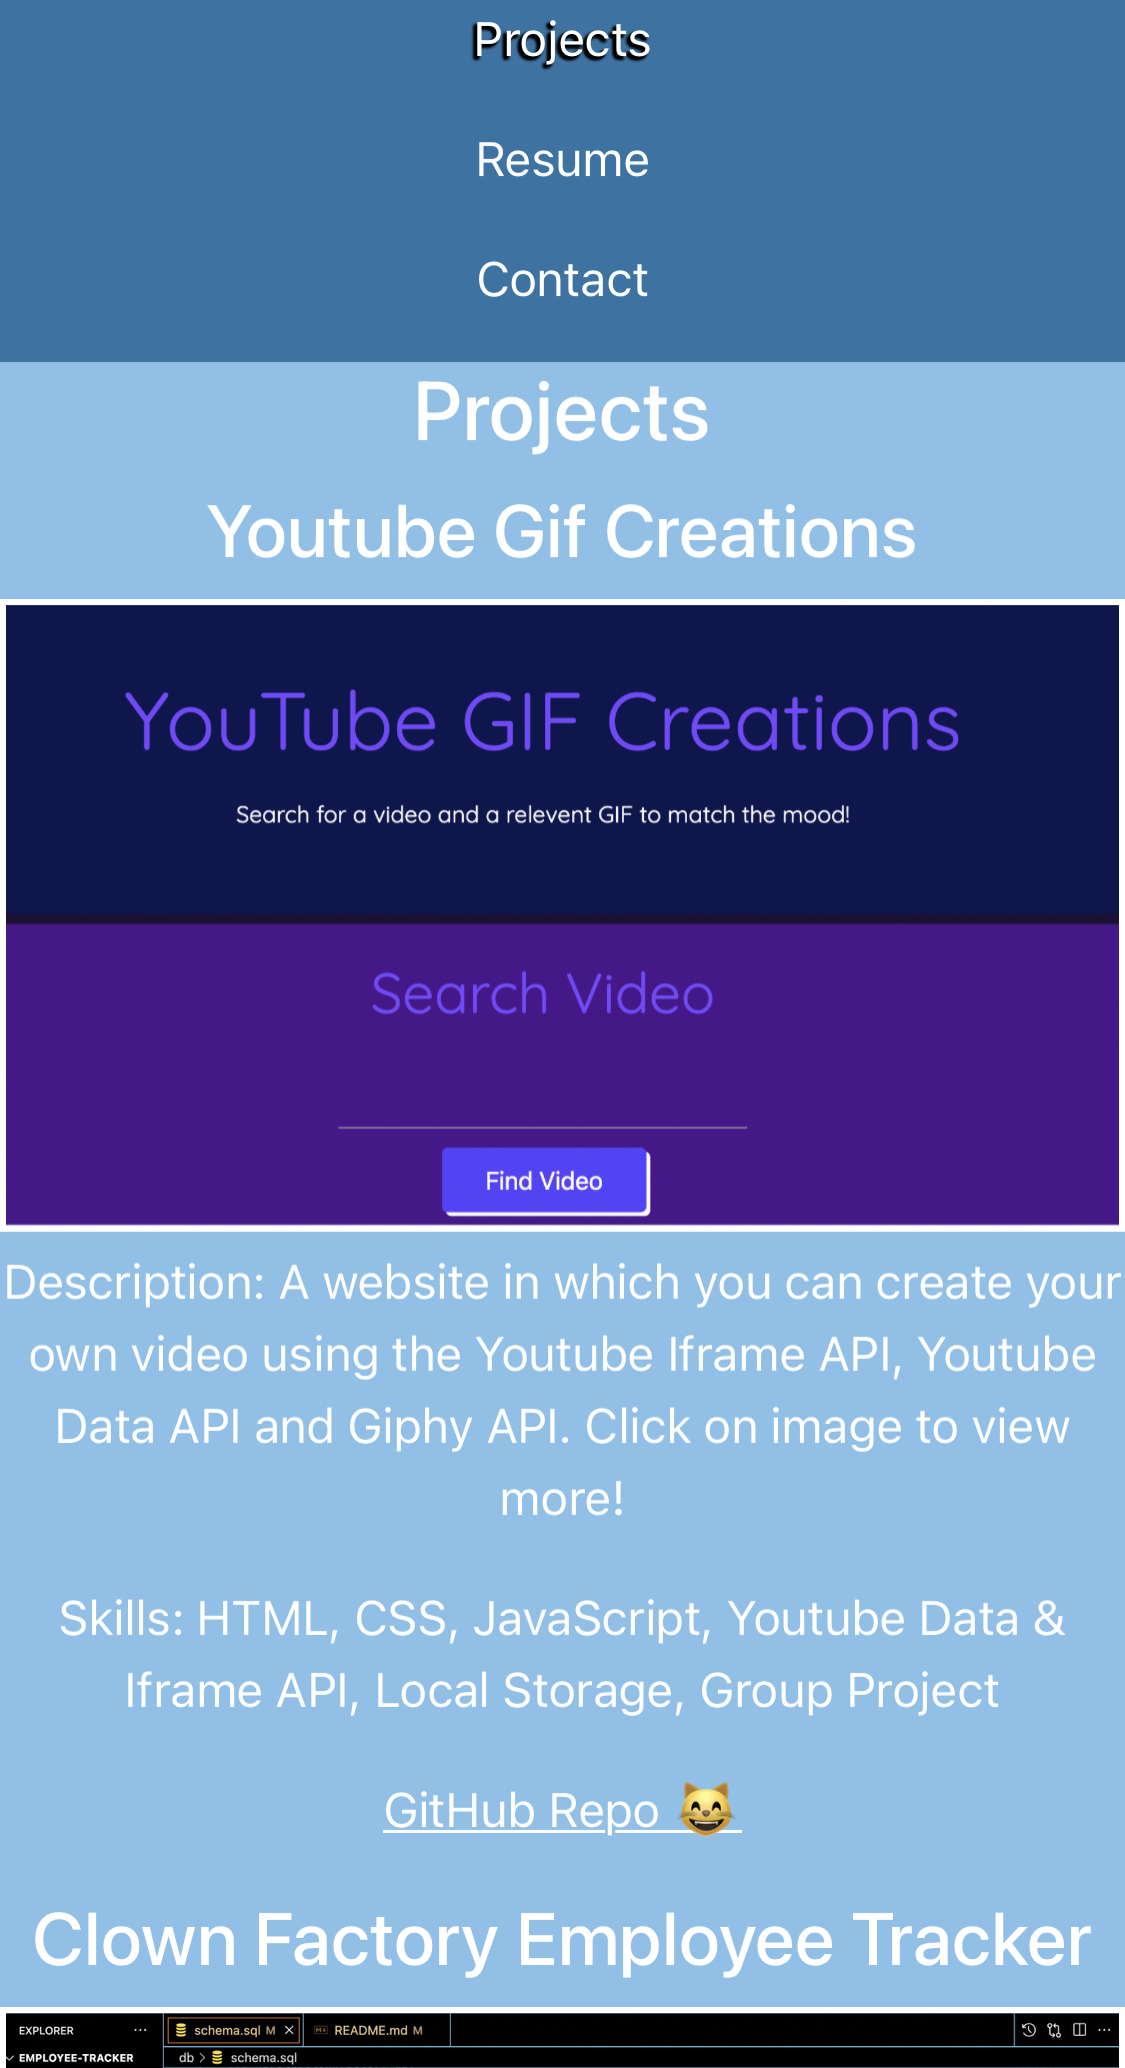 Projects
Resume
Contact
Projects
Youtube Gif Creations
YouTube GIF Creations
Search for a video and a relevent GIF to match the mood!
Search Video
Find Video
Description: A website in which you can create your
own video using the Youtube Iframe API, Youtube
Data API and Giphy API. Click on image to view
more!
Skills: HTML, CSS, JavaScript, Youtube Data &
Iframe API, Local Storage, Group Project
GitHub Repo 😸
Clown Factory Employee Tracker
EXPLORER ··· schema.sql M × README.md M ···
EMPLOYEE-TRACKER db > schema.sql